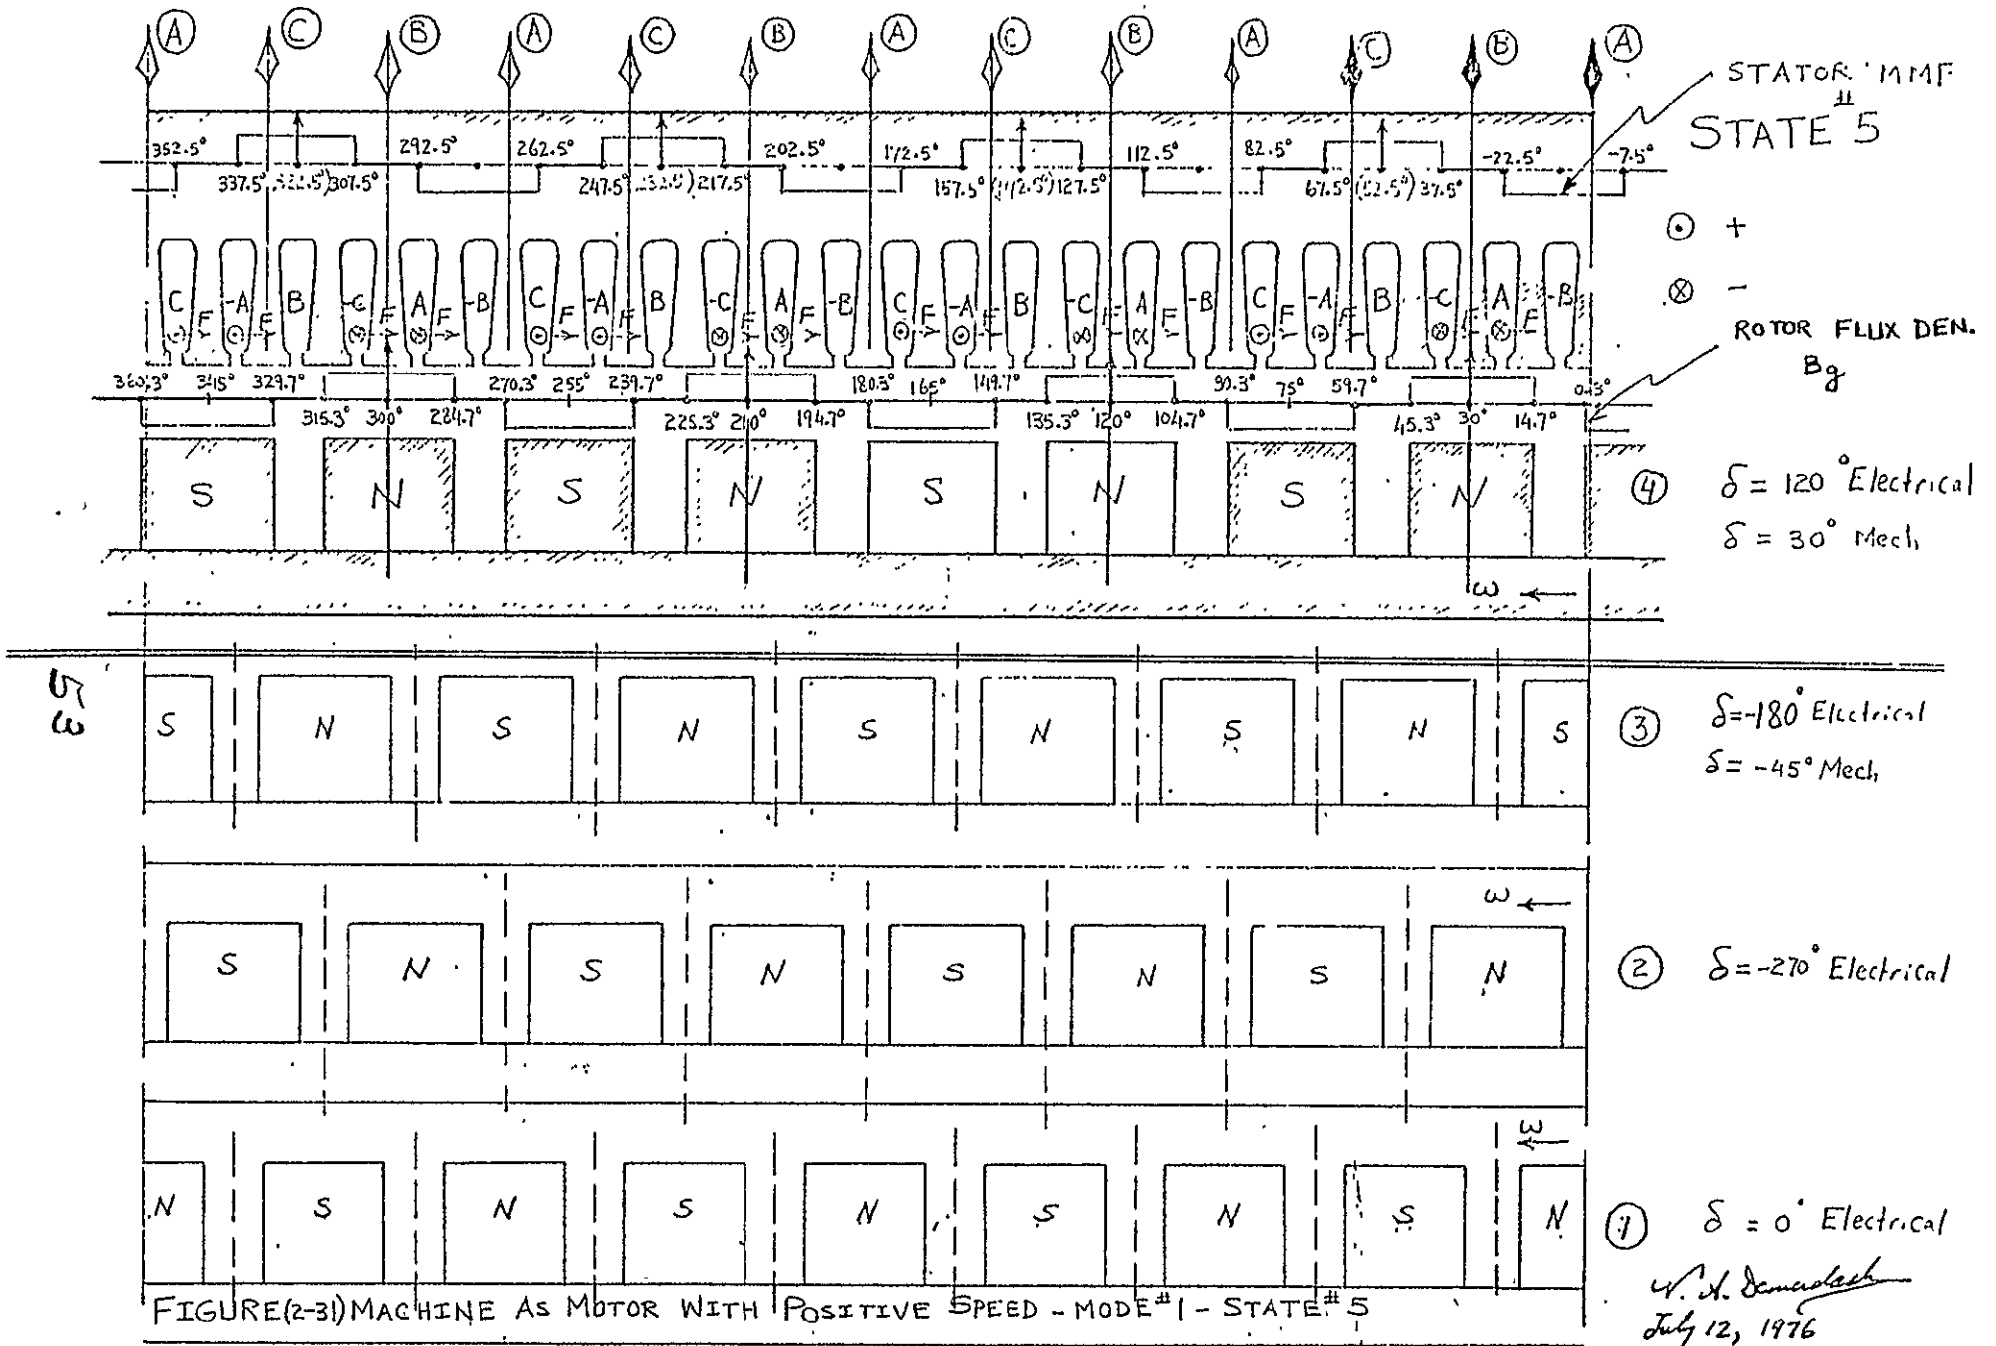 A C B A C B A C B A C B A
STATOR MMF
STATE #5
352.5° 292.5° 262.5° 202.5° 172.5° 112.5° 82.5° -22.5° -7.5°
337.5° 307.5° 247.5° 217.5° 157.5° 127.5° 67.5° (52.5°) 37.5°
⊙ +
⊗ -
C -A B -C A -B C -A B -C A -B C -A B -C A -B C -A B -C A -B
F F F F F F F F F F F F F F F F
ROTOR FLUX DEN.
Bg
360.3° 345° 329.7° 270.3° 255° 239.7° 180.3° 165° 149.7° 90.3° 75° 59.7° 0.3°
315.3° 300° 284.7° 225.3° 210° 194.7° 135.3° 120° 104.7° 45.3° 30° 14.7°
S N S N S N S N
4 δ = 120° Electrical
δ = 30° Mech
ω
53
S N S N S N S N S
3 δ=-180° Electrical
δ = -45° Mech
ω
S N S N S N S N
2 δ=-270° Electrical
ω
N S N S N S N S N
1 δ = 0° Electrical
FIGURE(2-31) MACHINE AS MOTOR WITH POSITIVE SPEED - MODE #1 - STATE #5
N. A. Demerdash
July 12, 1976